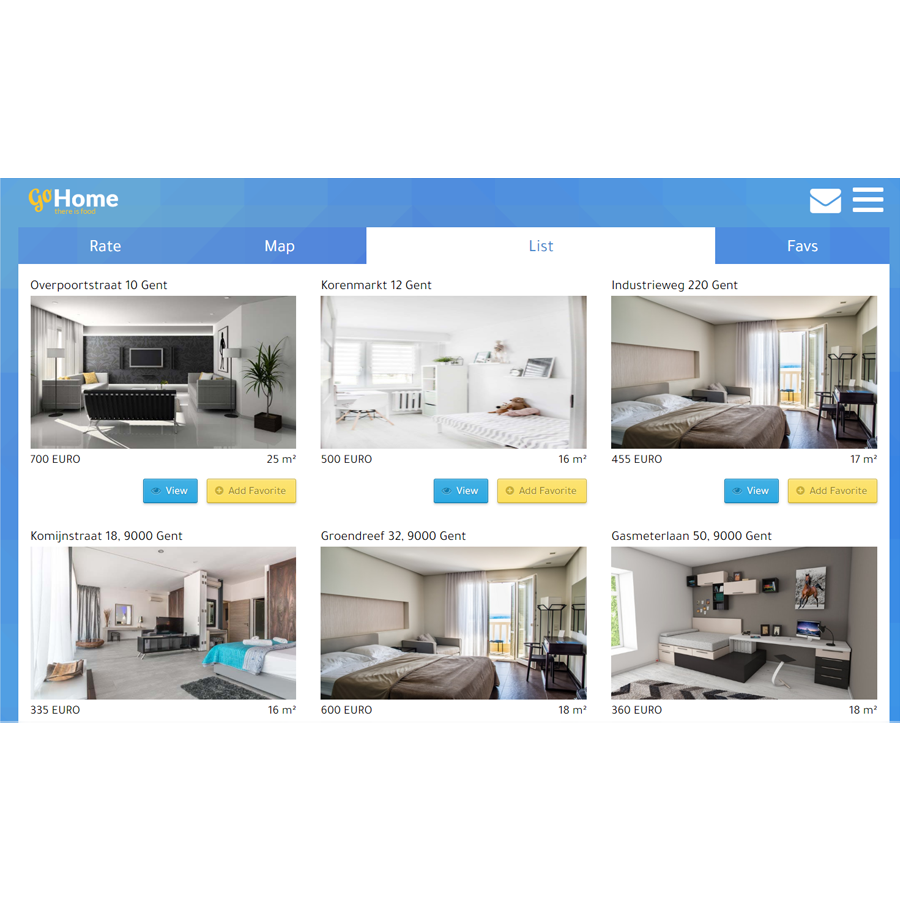 GoHome
there is food
Rate Map List Favs
Overpoortstraat 10 Gent Korenmarkt 12 Gent Industrieweg 220 Gent
700 EURO 25 m² 500 EURO 16 m² 455 EURO 17 m²
View Add Favorite View Add Favorite View Add Favorite
Komijnstraat 18, 9000 Gent Groendreef 32, 9000 Gent Gasmeterlaan 50, 9000 Gent
335 EURO 16 m² 600 EURO 18 m² 360 EURO 18 m²